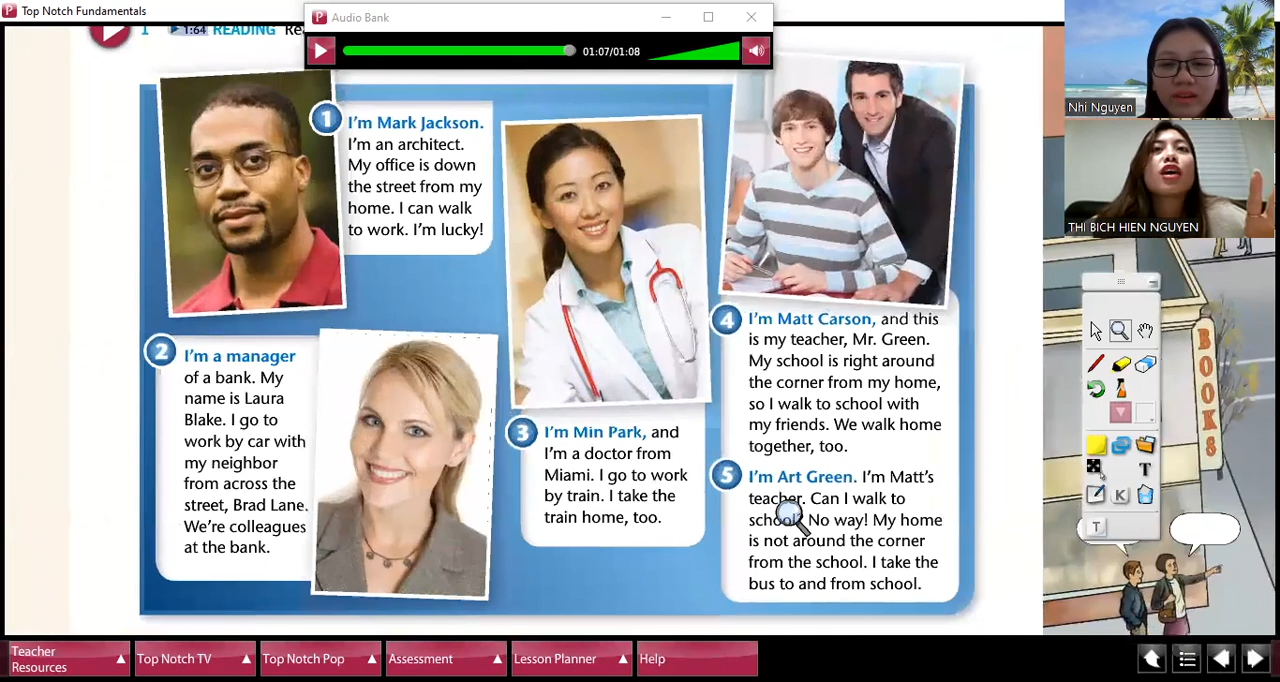 Top Notch Fundamentals
Audio Bank
01:07/01:08
1
1:64
READING
1
I'm Mark Jackson.
I'm an architect.
My office is down
the street from my
home. I can walk
to work. I'm lucky!
2
I'm a manager
of a bank. My
name is Laura
Blake. I go to
work by car with
my neighbor
from across the
street, Brad Lane.
We're colleagues
at the bank.
3
I'm Min Park, and
I'm a doctor from
Miami. I go to work
by train. I take the
train home, too.
4
I'm Matt Carson, and this
is my teacher, Mr. Green.
My school is right around
the corner from my home,
so I walk to school with
my friends. We walk home
together, too.
5
I'm Art Green. I'm Matt's
teacher. Can I walk to
school? No way! My home
is not around the corner
from the school. I take the
bus to and from school.
Nhi Nguyen
THI BICH HIEN NGUYEN
BOOKS
T
K
T
Teacher
Resources
Top Notch TV
Top Notch Pop
Assessment
Lesson Planner
Help